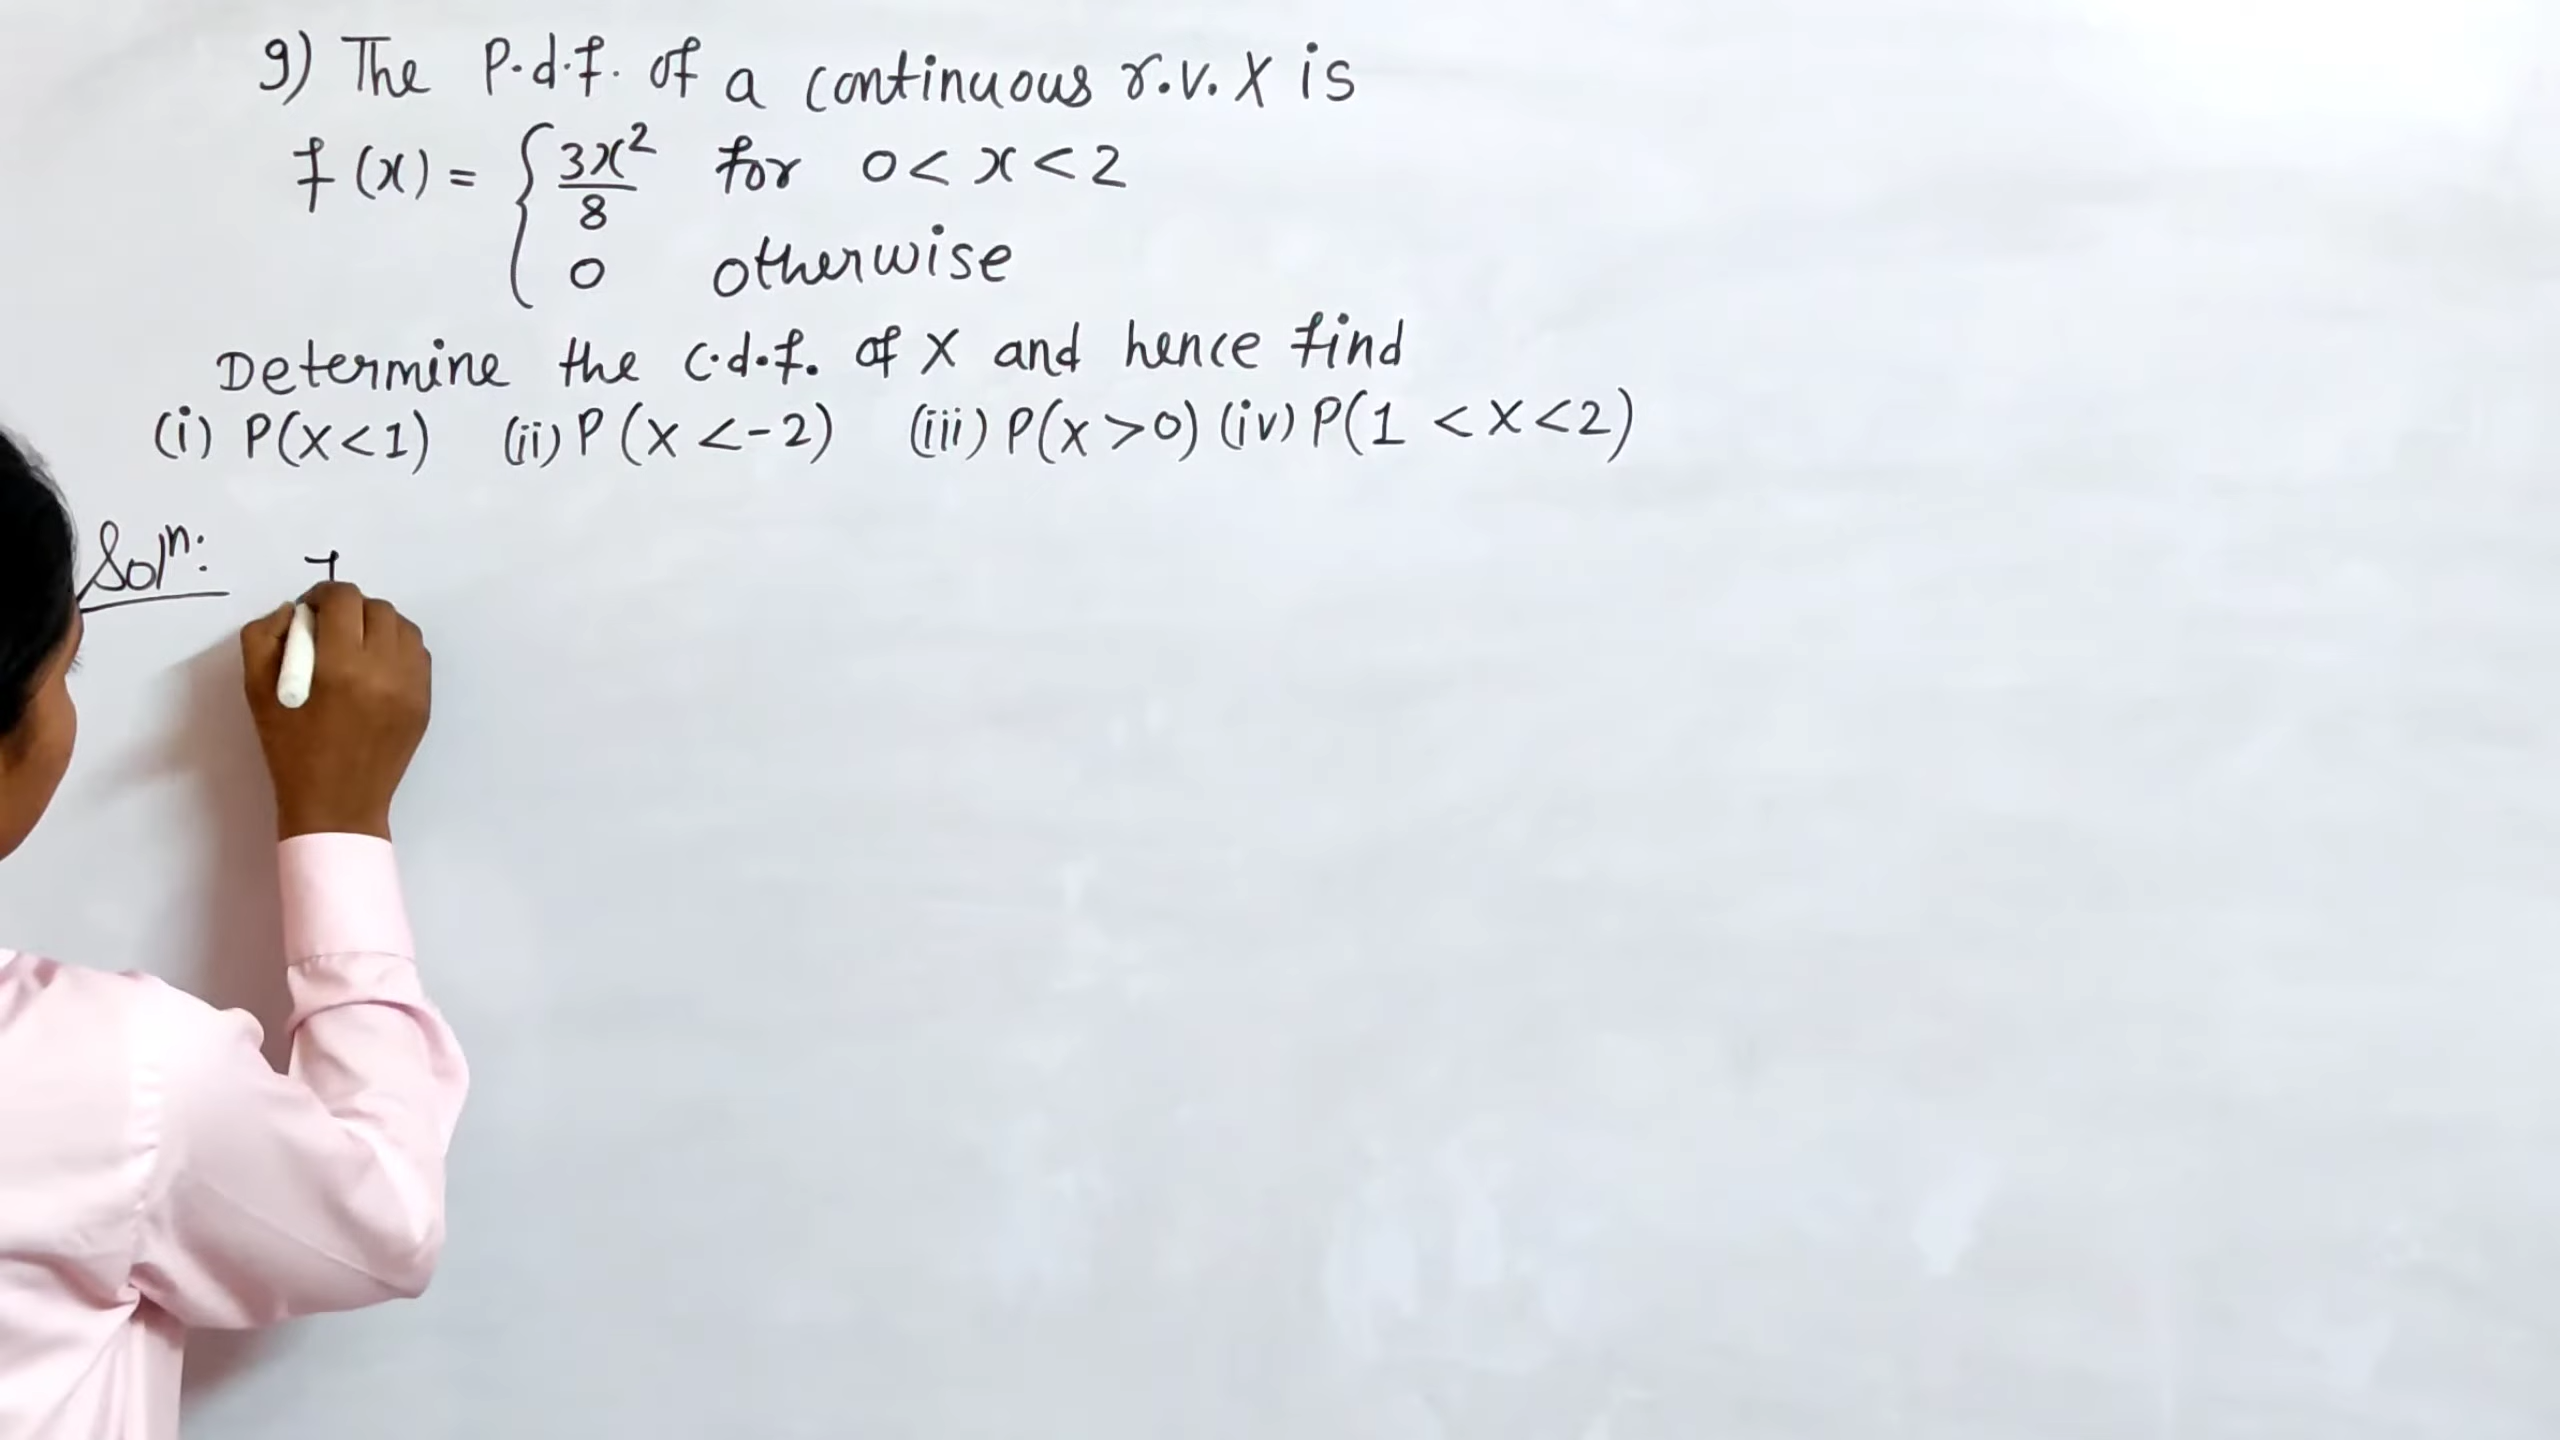 9) The P.d.f. of a continuous r.v. X is
f(x) = { 3x²/8 for 0 < x < 2
0 otherwise
Determine the c.d.f. of X and hence find
(i) P(X<1) (ii) P(X <-2) (iii) P(X >0) (iv) P(1 < X <2)
Solⁿ: